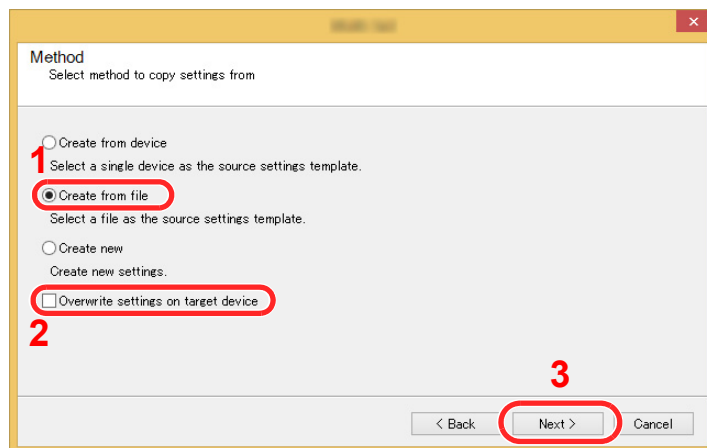 Method
Select method to copy settings from
Create from device
1
Select a single device as the source settings template.
Create from file
Select a file as the source settings template.
Create new
Create new settings.
Overwrite settings on target device
2
3
< Back Next > Cancel